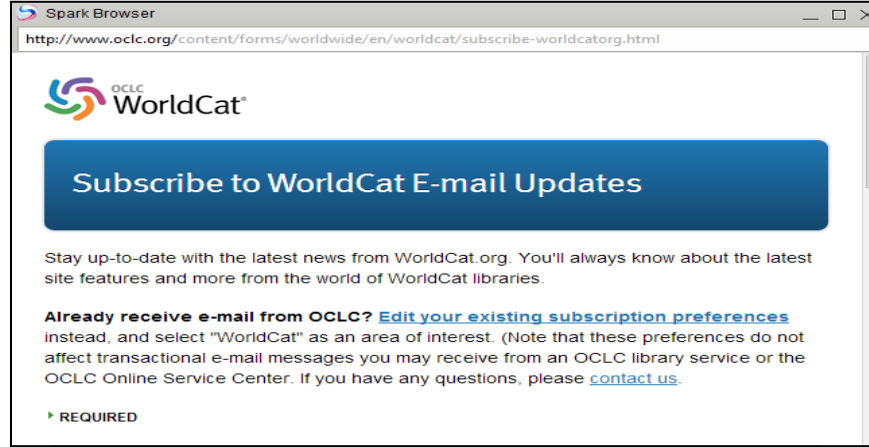 Spark Browser
http://www.oclc.org/content/forms/worldwide/en/worldcat/subscribe-worldcatorg.html
OCLC
WorldCat®
Subscribe to WorldCat E-mail Updates
Stay up-to-date with the latest news from WorldCat.org. You'll always know about the latest
site features and more from the world of WorldCat libraries.
Already receive e-mail from OCLC? Edit your existing subscription preferences
instead, and select "WorldCat" as an area of interest. (Note that these preferences do not
affect transactional e-mail messages you may receive from an OCLC library service or the
OCLC Online Service Center. If you have any questions, please contact us.
REQUIRED